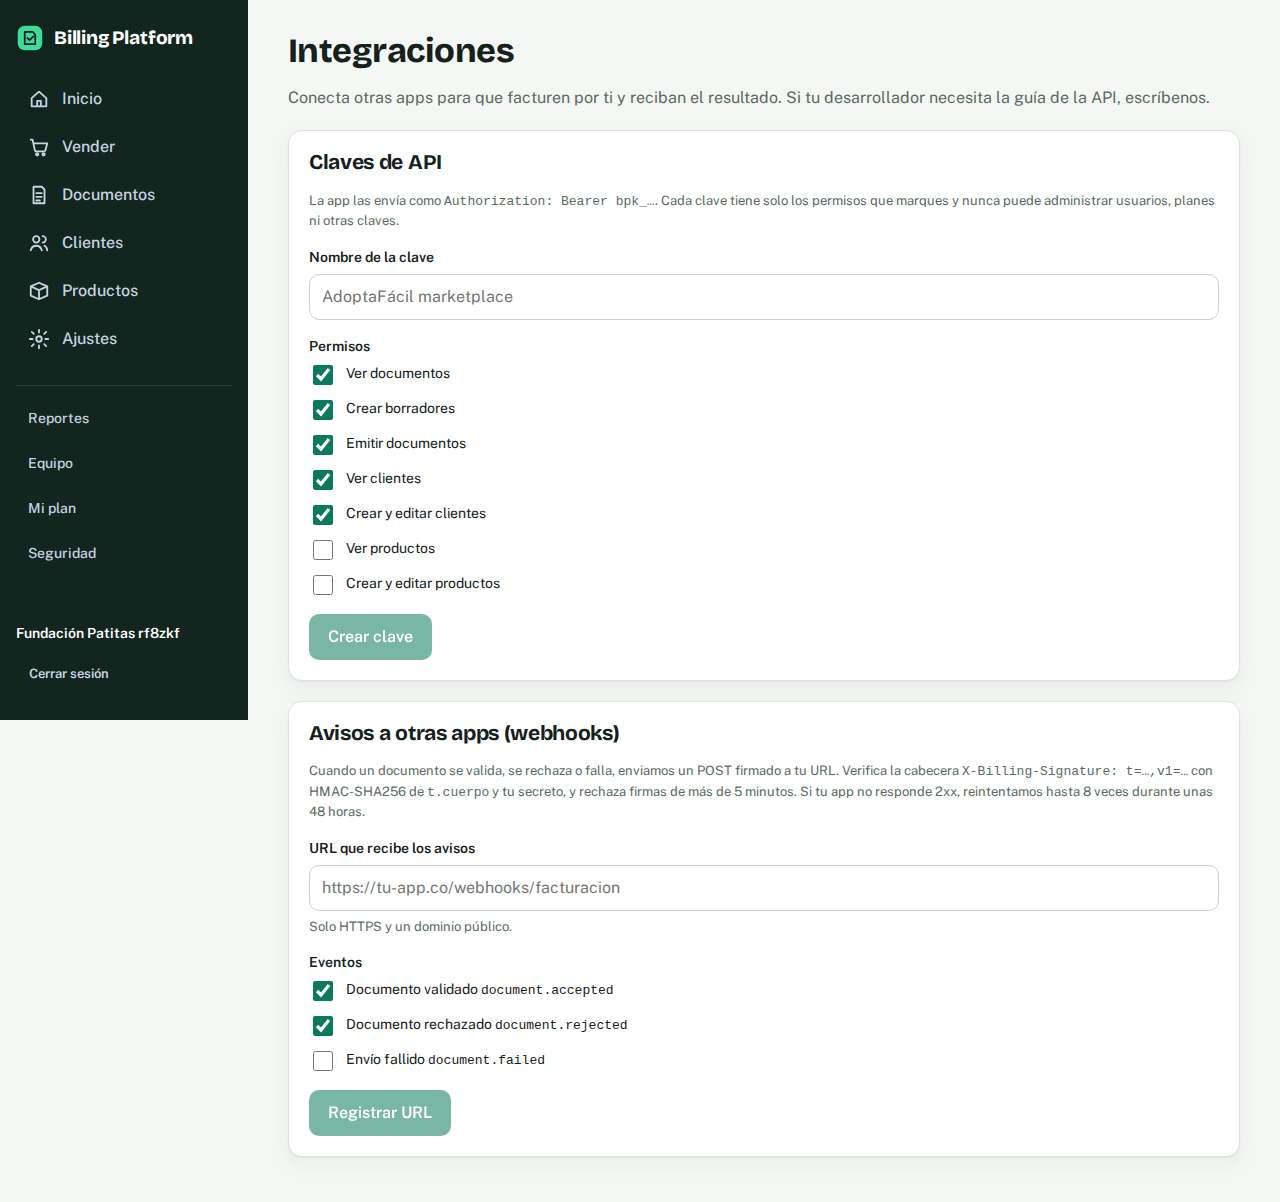 Billing Platform
Inicio
Vender
Documentos
Clientes
Productos
Ajustes
Reportes
Equipo
Mi plan
Seguridad
Fundación Patitas rf8zkf
Cerrar sesión
Integraciones
Conecta otras apps para que facturen por ti y reciban el resultado. Si tu desarrollador necesita la guía de la API, escríbenos.
Claves de API
La app las envía como Authorization: Bearer bpk_…. Cada clave tiene solo los permisos que marques y nunca puede administrar usuarios, planes
ni otras claves.
Nombre de la clave
AdoptaFácil marketplace
Permisos
Ver documentos
Crear borradores
Emitir documentos
Ver clientes
Crear y editar clientes
Ver productos
Crear y editar productos
Crear clave
Avisos a otras apps (webhooks)
Cuando un documento se valida, se rechaza o falla, enviamos un POST firmado a tu URL. Verifica la cabecera X-Billing-Signature: t=…,v1=… con
HMAC-SHA256 de t.cuerpo y tu secreto, y rechaza firmas de más de 5 minutos. Si tu app no responde 2xx, reintentamos hasta 8 veces durante unas
48 horas.
URL que recibe los avisos
https://tu-app.co/webhooks/facturacion
Solo HTTPS y un dominio público.
Eventos
Documento validado document.accepted
Documento rechazado document.rejected
Envío fallido document.failed
Registrar URL